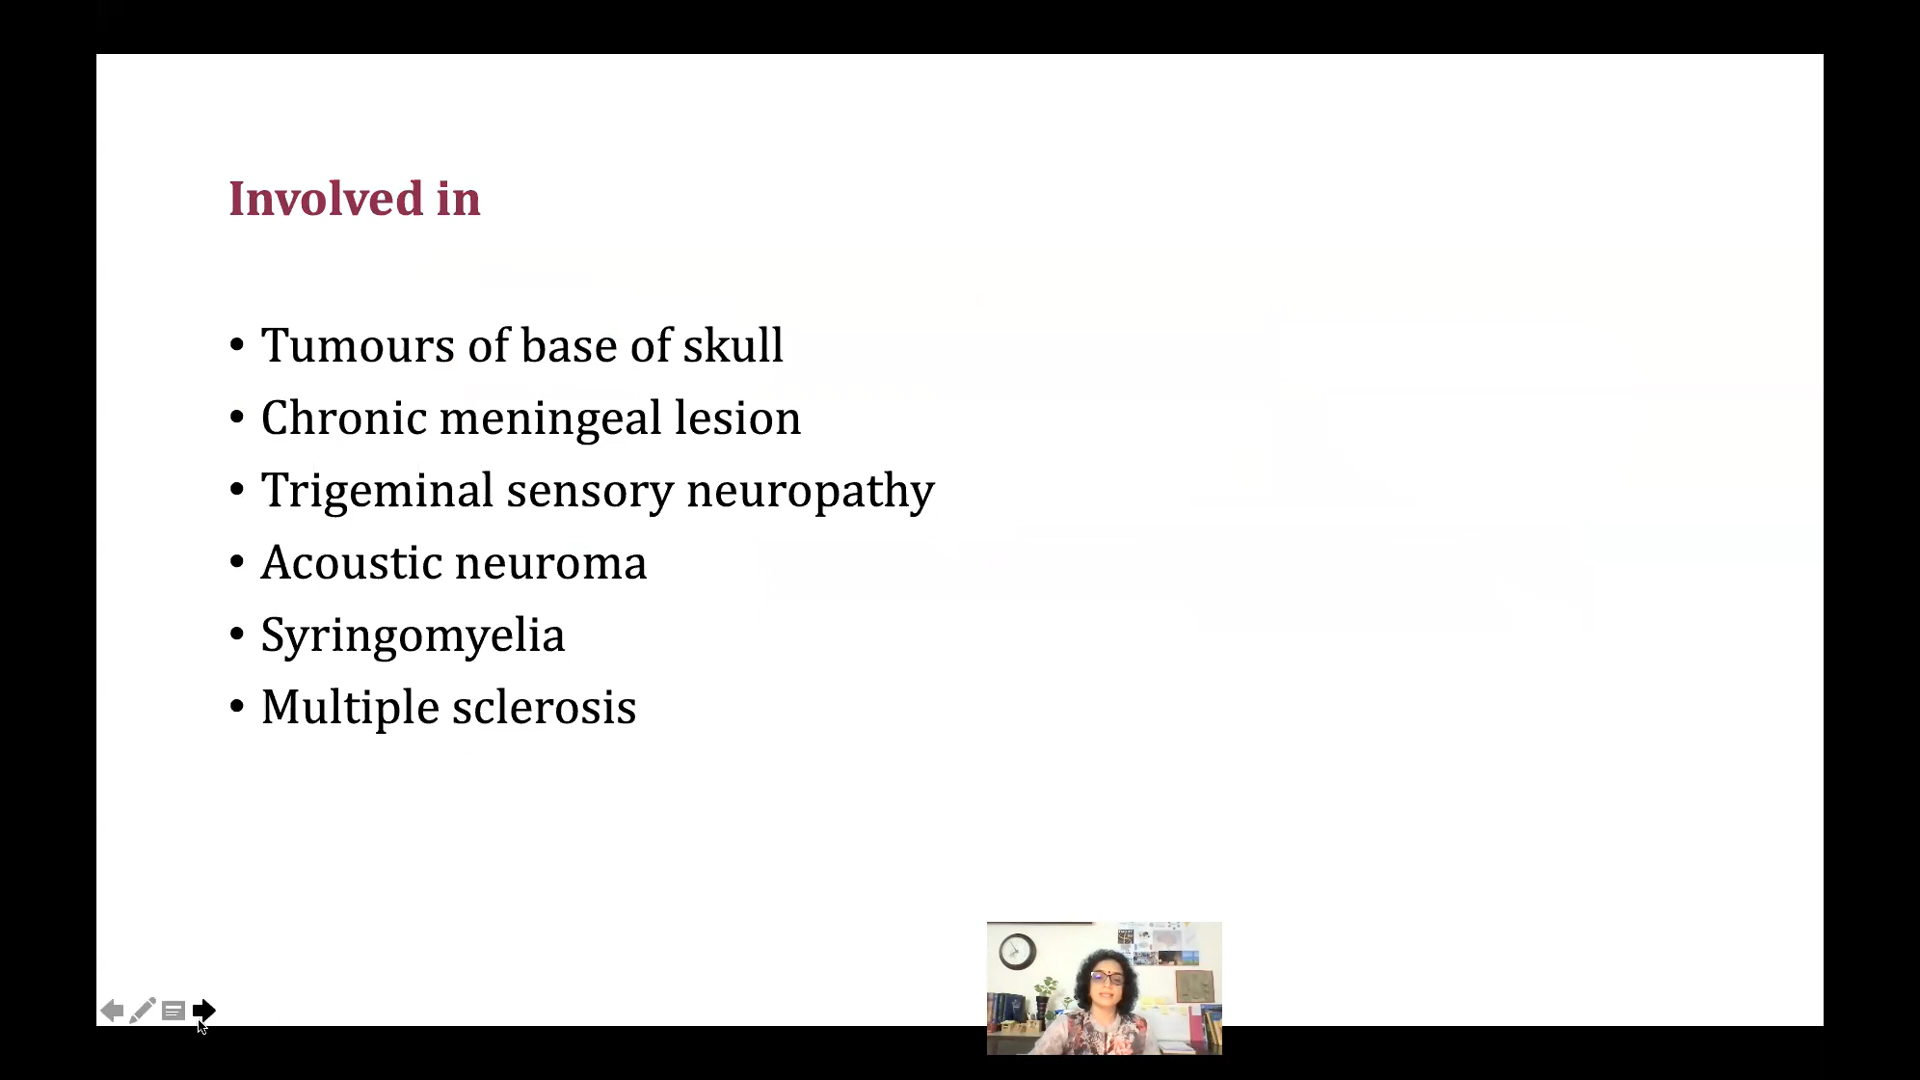 Involved in
• Tumours of base of skull
• Chronic meningeal lesion
• Trigeminal sensory neuropathy
• Acoustic neuroma
• Syringomyelia
• Multiple sclerosis